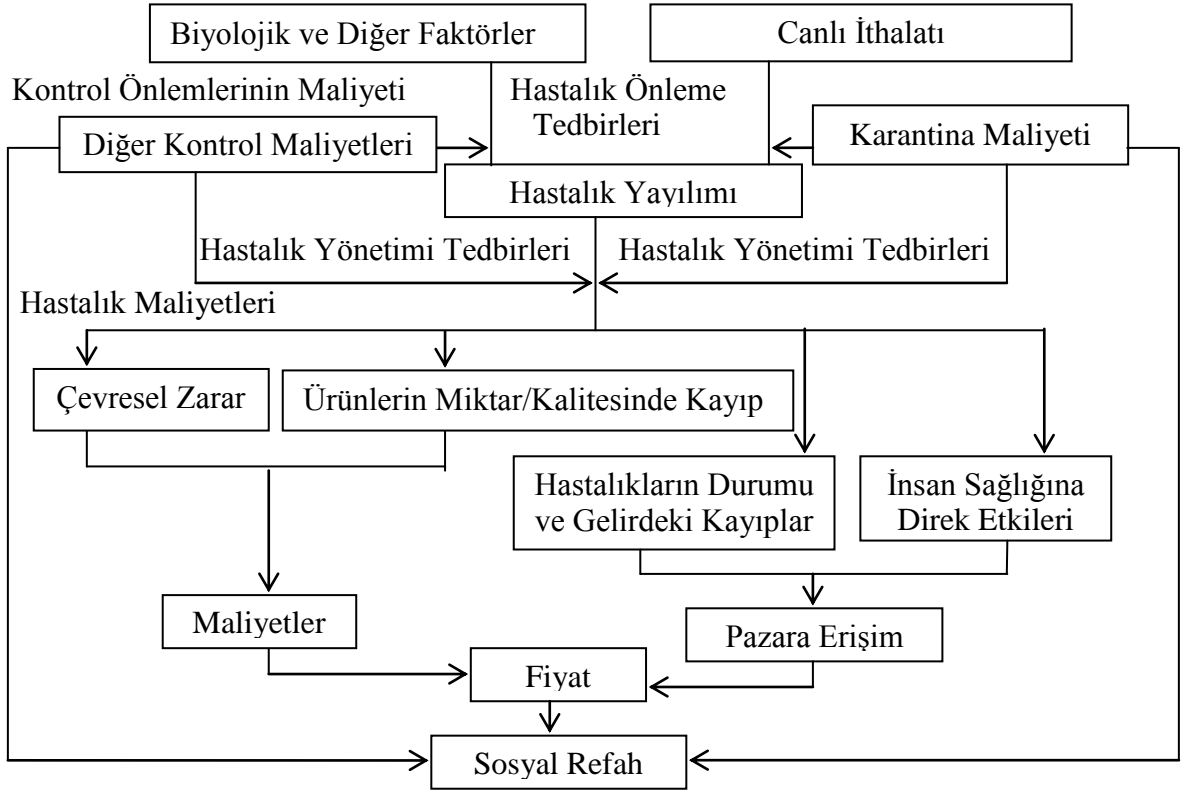 Biyolojik ve Diğer Faktörler
Canlı İthalatı
Kontrol Önlemlerinin Maliyeti
Hastalık Önleme
Tedbirleri
Diğer Kontrol Maliyetleri
Karantina Maliyeti
Hastalık Yayılımı
Hastalık Yönetimi Tedbirleri
Hastalık Yönetimi Tedbirleri
Hastalık Maliyetleri
Çevresel Zarar
Ürünlerin Miktar/Kalitesinde Kayıp
Hastalıkların Durumu
ve Gelirdeki Kayıplar
İnsan Sağlığına
Direk Etkileri
Maliyetler
Pazara Erişim
Fiyat
Sosyal Refah